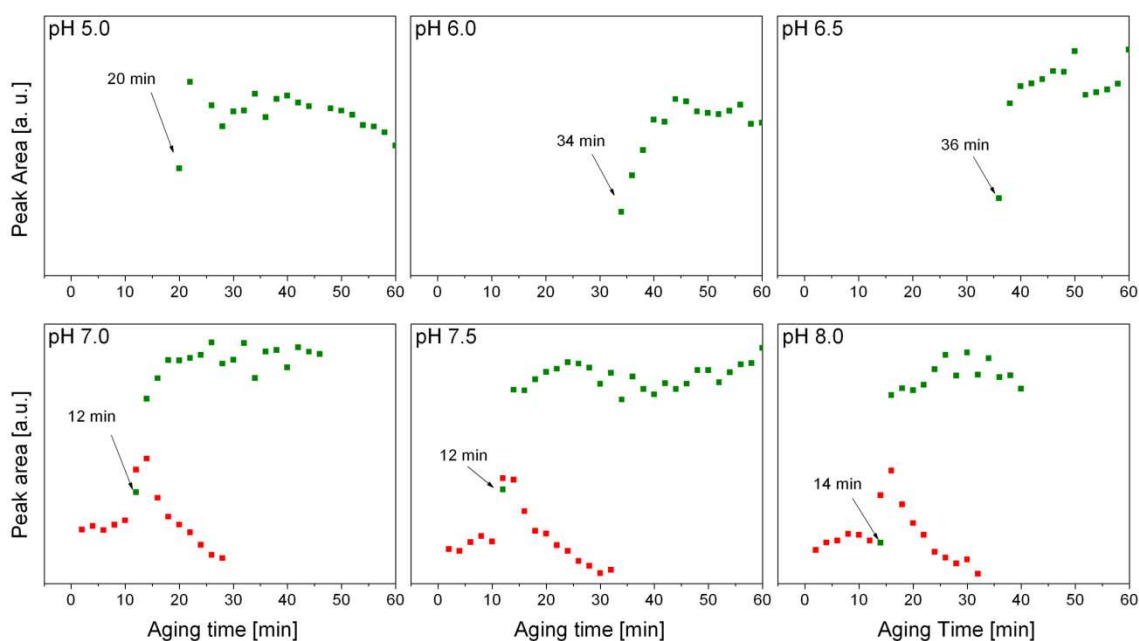 pH 5.0
pH 6.0
pH 6.5
20 min
34 min
36 min
Peak Area [a. u.]
0 10 20 30 40 50 60
0 10 20 30 40 50 60
0 10 20 30 40 50 60
pH 7.0
pH 7.5
pH 8.0
12 min
12 min
14 min
Peak area [a.u.]
0 10 20 30 40 50 60
0 10 20 30 40 50 60
0 10 20 30 40 50 60
Aging time [min]
Aging time [min]
Aging Time [min]